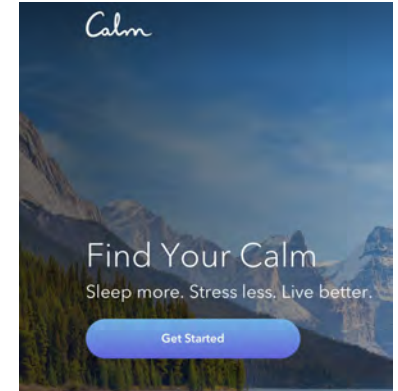 Calm
Find Your Calm
Sleep more. Stress less. Live better.
Get Started